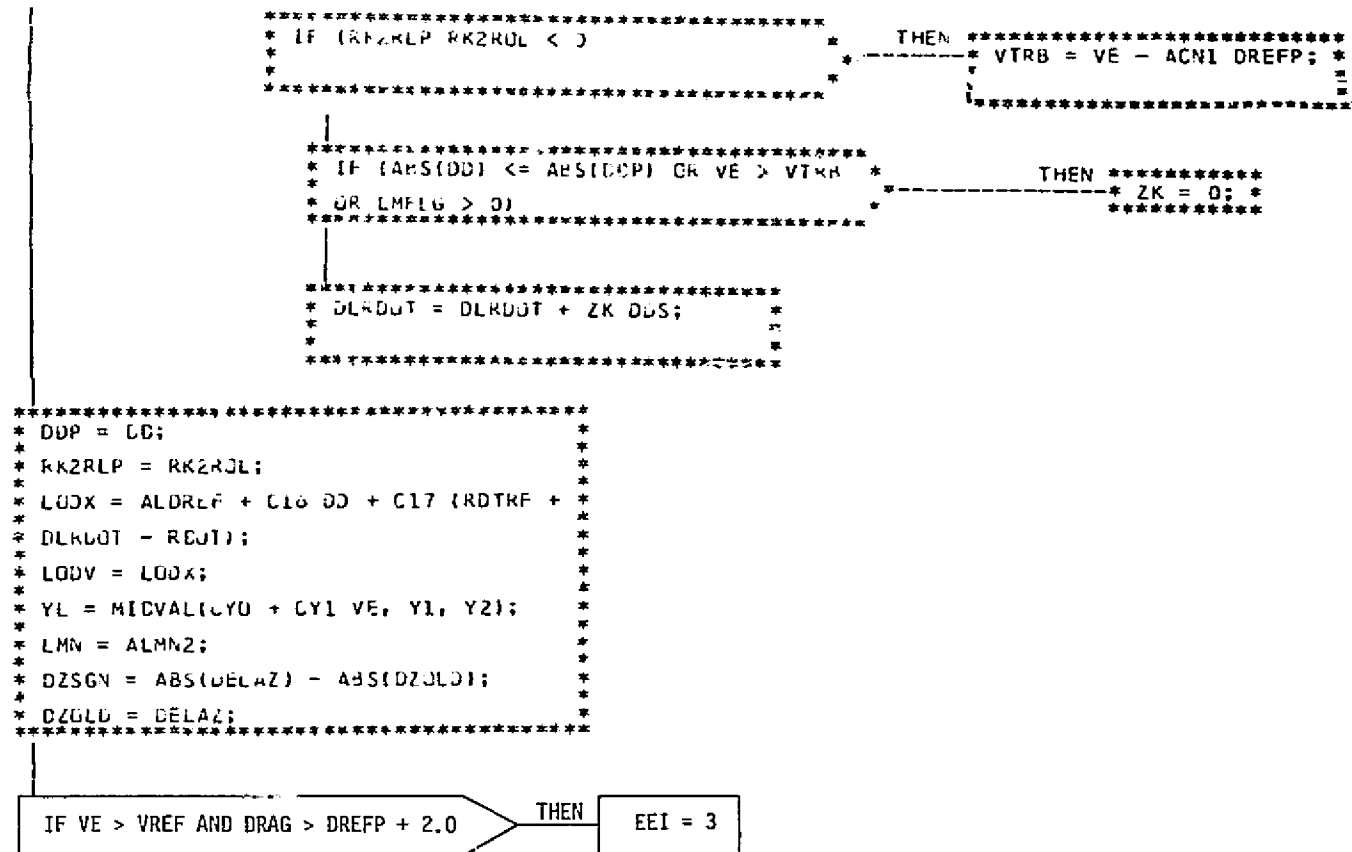 IF (RK2RLP RK2ROL < )
THEN
VTRB = VE - ACN1 DREFP;
IF (ABS(DD) <= ABS(DDP) OR VE > VTRB
OR LMFLG > 0)
THEN
ZK = 0;
DLRDOT = DLRDOT + ZK DDS;
DDP = DD;
RK2RLP = RK2ROL;
LODX = ALDREF + C16 DD + C17 (RDTRF +
DLRDOT - RDOT);
LODV = LODX;
YL = MIDVAL(CY0 + CY1 VE, Y1, Y2);
LMN = ALMN2;
DZSGN = ABS(DELAZ) - ABS(DZOLD);
DZOLD = DELAZ;
IF VE > VREF AND DRAG > DREFP + 2.0
THEN
EEI = 3